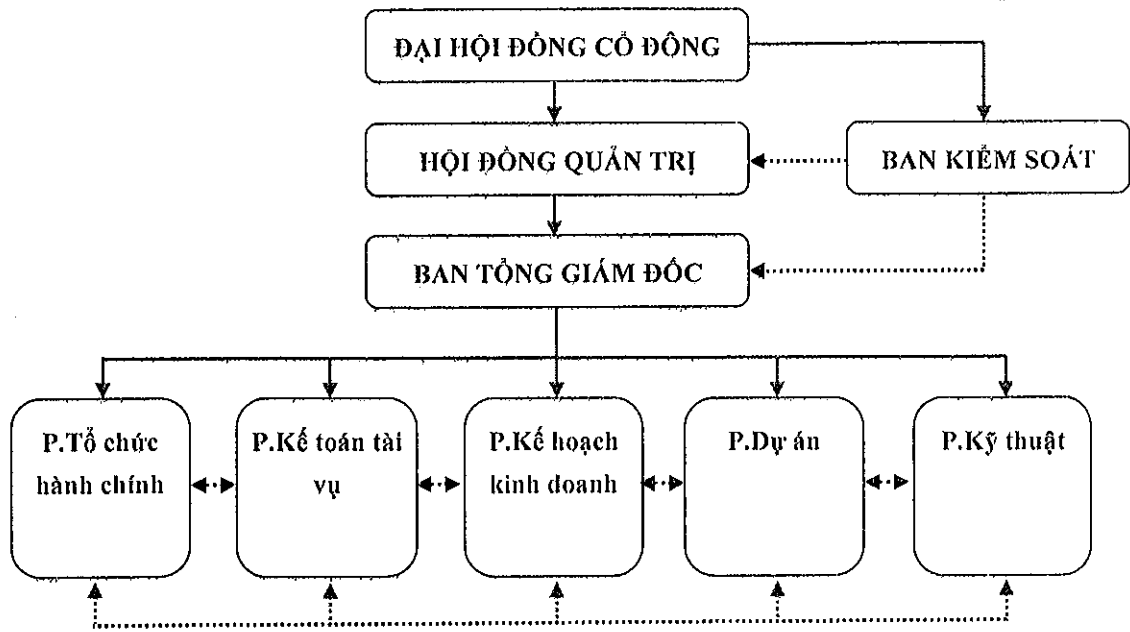 ĐẠI HỘI ĐỒNG CỔ ĐÔNG
HỘI ĐỒNG QUẢN TRỊ
BAN KIỂM SOÁT
BAN TỔNG GIÁM ĐỐC
P.Tổ chức
hành chính
P.Kế toán tài
vụ
P.Kế hoạch
kinh doanh
P.Dự án
P.Kỹ thuật